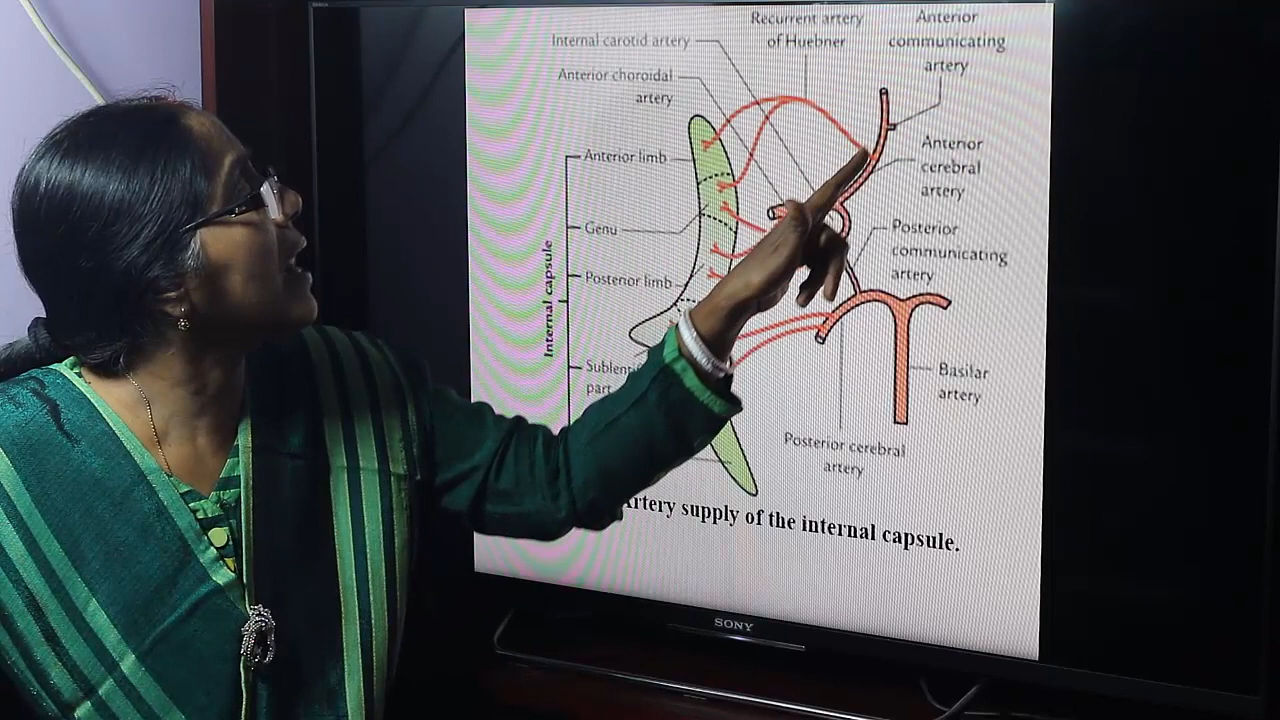 Recurrent artery
of Huebner
Anterior
communicating
artery
Internal carotid artery
Anterior choroidal
artery
Anterior limb
Anterior
cerebral
artery
Genu
Posterior
communicating
artery
Internal capsule
Posterior limb
part
Basilar
artery
Posterior cerebral
artery
Artery supply of the internal capsule.
SONY